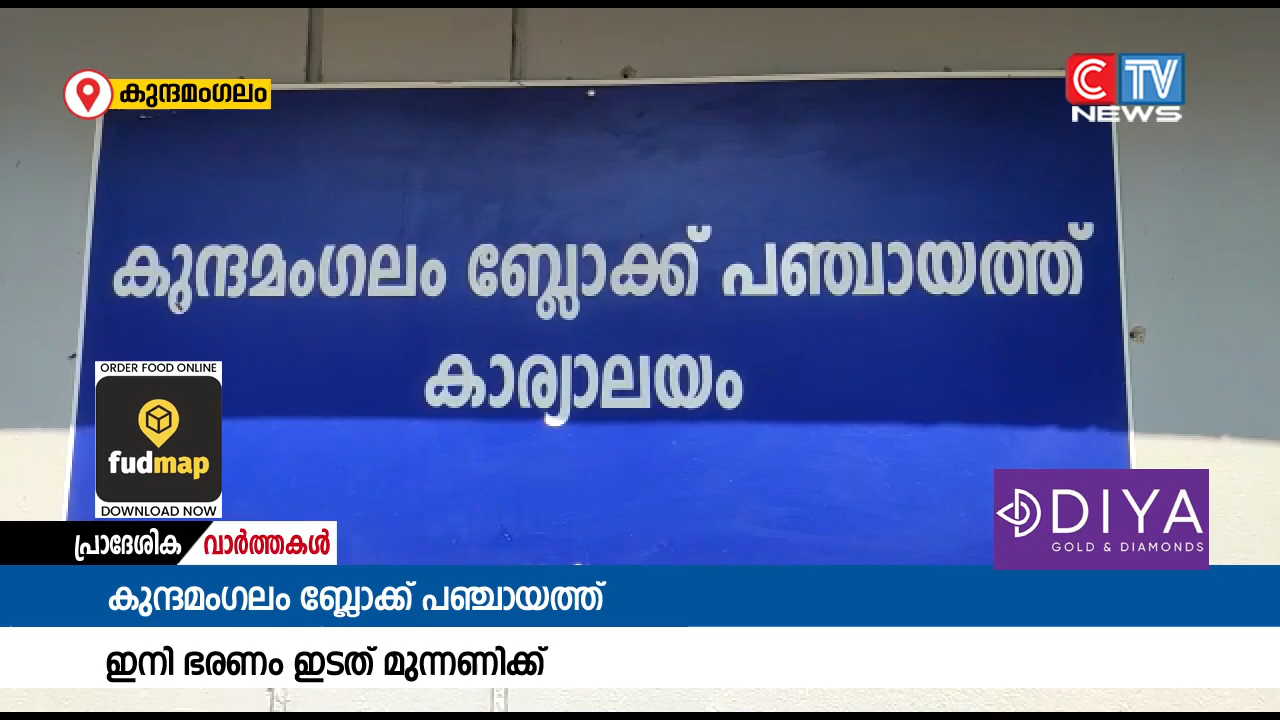 കുന്ദമംഗലം
C TV
NEWS
കുന്ദമംഗലം ബ്ലോക്ക് പഞ്ചായത്ത്
കാര്യാലയം
ORDER FOOD ONLINE
fudmap
DOWNLOAD NOW
DIYA
GOLD & DIAMONDS
പ്രാദേശിക വാർത്തകൾ
കുന്ദമംഗലം ബ്ലോക്ക് പഞ്ചായത്ത്
ഇനി ഭരണം ഇടത് മുന്നണിക്ക്